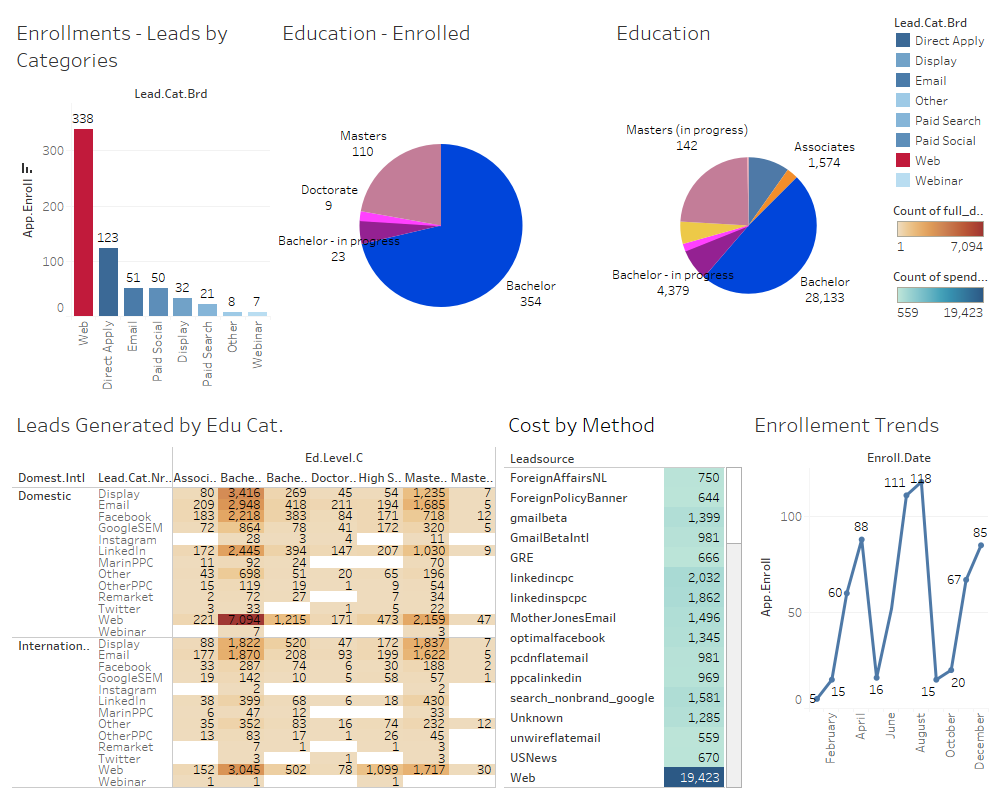 Enrollments - Leads by
Categories
Lead.Cat.Brd
App.Enroll
300
200
100
0
338
123
51
50
32
21
8
7
Web
Direct Apply
Email
Paid Social
Display
Paid Search
Other
Webinar
Education - Enrolled
Masters
110
Doctorate
9
Bachelor - in progress
23
Bachelor
354
Education
Masters (in progress)
142
Associates
1,574
Bachelor - in progress
4,379
Bachelor
28,133
Lead.Cat.Brd
Direct Apply
Display
Email
Other
Paid Search
Paid Social
Web
Webinar
Count of full_d..
1 7,094
Count of spend...
559 19,423
Leads Generated by Edu Cat.
Ed.Level.C
Domest.Intl Lead.Cat.Nr.. Associ.. Bache.. Bache.. Doctor.. High S.. Maste.. Maste..
Domestic Display 80 3,416 269 45 54 1,235 7
Email 209 2,948 418 211 194 1,685 5
Facebook 183 2,218 383 84 171 718 12
GoogleSEM 72 864 78 41 172 320 5
Instagram 28 3 4 11
LinkedIn 172 2,445 394 147 207 1,030 9
MarinPPC 11 92 24 70
Other 43 698 51 20 65 196
OtherPPC 15 119 19 1 9 54
Remarket 2 72 27 7 34
Twitter 3 33 1 5 22
Web 221 7,094 1,215 171 473 2,159 47
Webinar 7 3
Internation.. Display 88 1,822 520 47 172 1,837 7
Email 177 1,870 208 93 199 1,622 5
Facebook 33 287 74 6 30 188 2
GoogleSEM 19 142 10 5 58 57 1
Instagram 2 2
LinkedIn 38 399 68 6 18 430
MarinPPC 6 47 12 33
Other 35 352 83 16 74 232 12
OtherPPC 13 83 17 1 26 45
Remarket 7 1 1 3
Twitter 3 1 3
Web 152 3,045 502 78 1,099 1,717 30
Webinar 1 1 1
Cost by Method
Leadsource
ForeignAffairsNL 750
ForeignPolicyBanner 644
gmailbeta 1,399
GmailBetaIntl 981
GRE 666
linkedincpc 2,032
linkedinspcpc 1,862
MotherJonesEmail 1,496
optimalfacebook 1,345
pcdnflatemail 981
ppcalinkedin 969
search_nonbrand_google 1,581
Unknown 1,285
unwireflatemail 559
USNews 670
Web 19,423
Enrollement Trends
Enroll.Date
App.Enroll
100
50
0
5
15
60
88
16
111
118
15
20
67
85
February
April
June
August
October
December